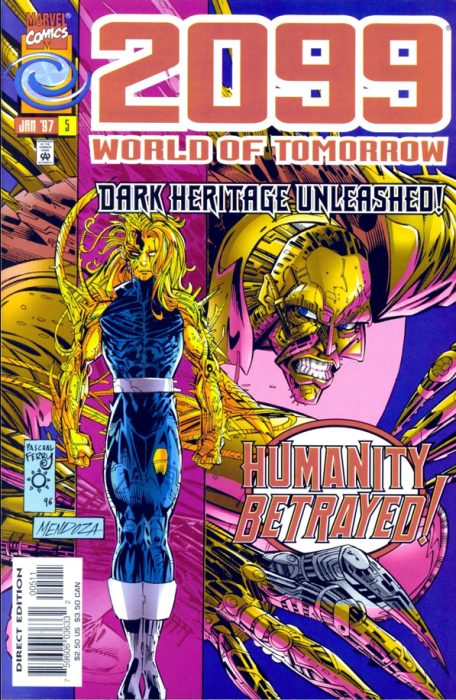 MARVEL
COMICS
M
JAN '97 5
2099
WORLD OF TOMORROW
DARK HERITAGE UNLEASHED!
HUMANITY
BETRAYED!
PASCUAL
FERRY
96
MENDOZA
DIRECT EDITION
00511
$2.50 US $3.50 CAN